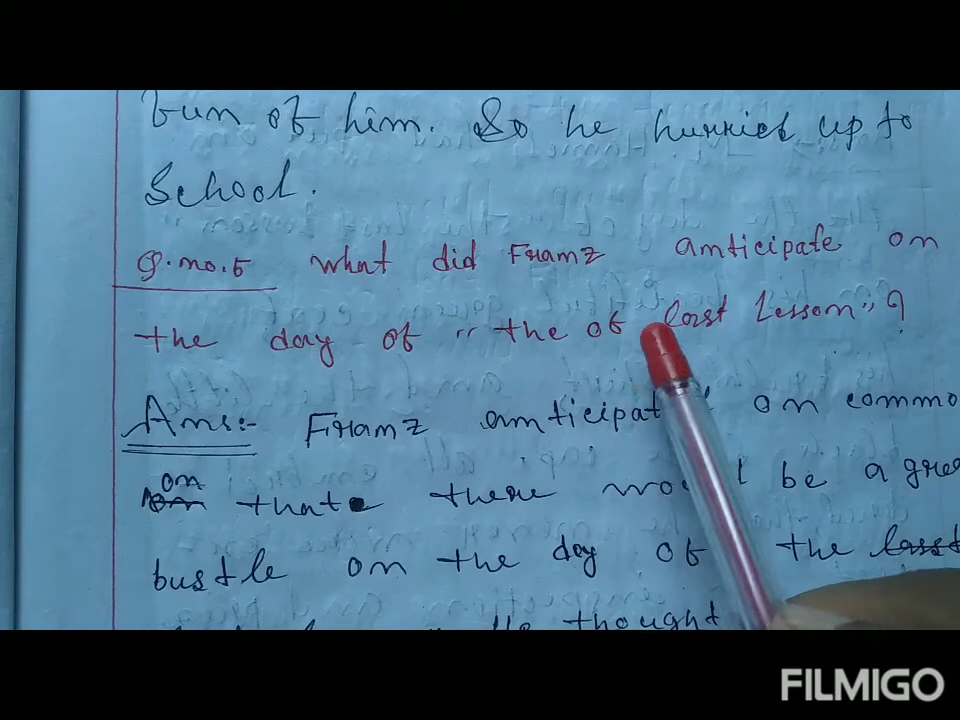 fun of him. So he hurried up to
School.
Q.no.5 what did Franz anticipate on
the day of "the of last Lesson"?
Ans:- Franz anticipat on commo
on that there would be a grea
bustle on the day of the last
thought
FILMIGO